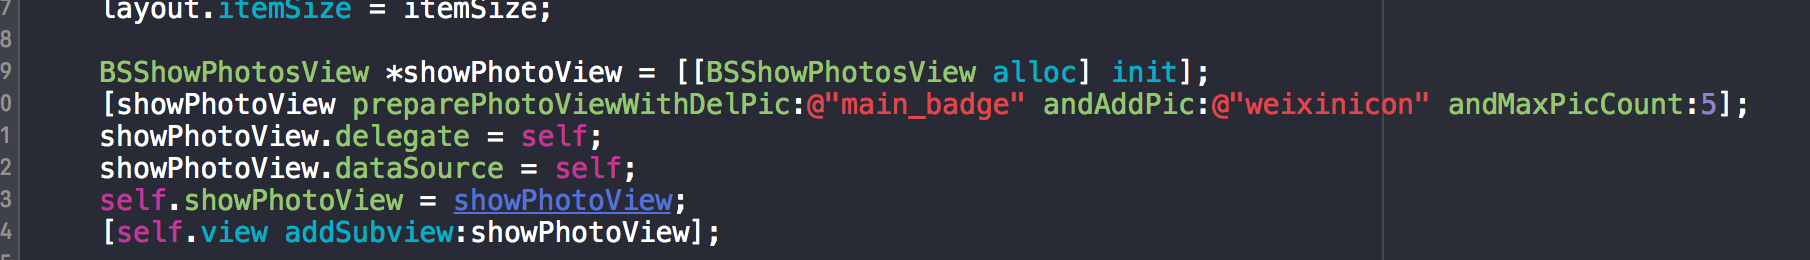 7 layout.itemSize = itemSize;
8
9 BSShowPhotosView *showPhotoView = [[BSShowPhotosView alloc] init];
0 [showPhotoView preparePhotoViewWithDelPic:@"main_badge" andAddPic:@"weixinicon" andMaxPicCount:5];
1 showPhotoView.delegate = self;
2 showPhotoView.dataSource = self;
3 self.showPhotoView = showPhotoView;
4 [self.view addSubview:showPhotoView];